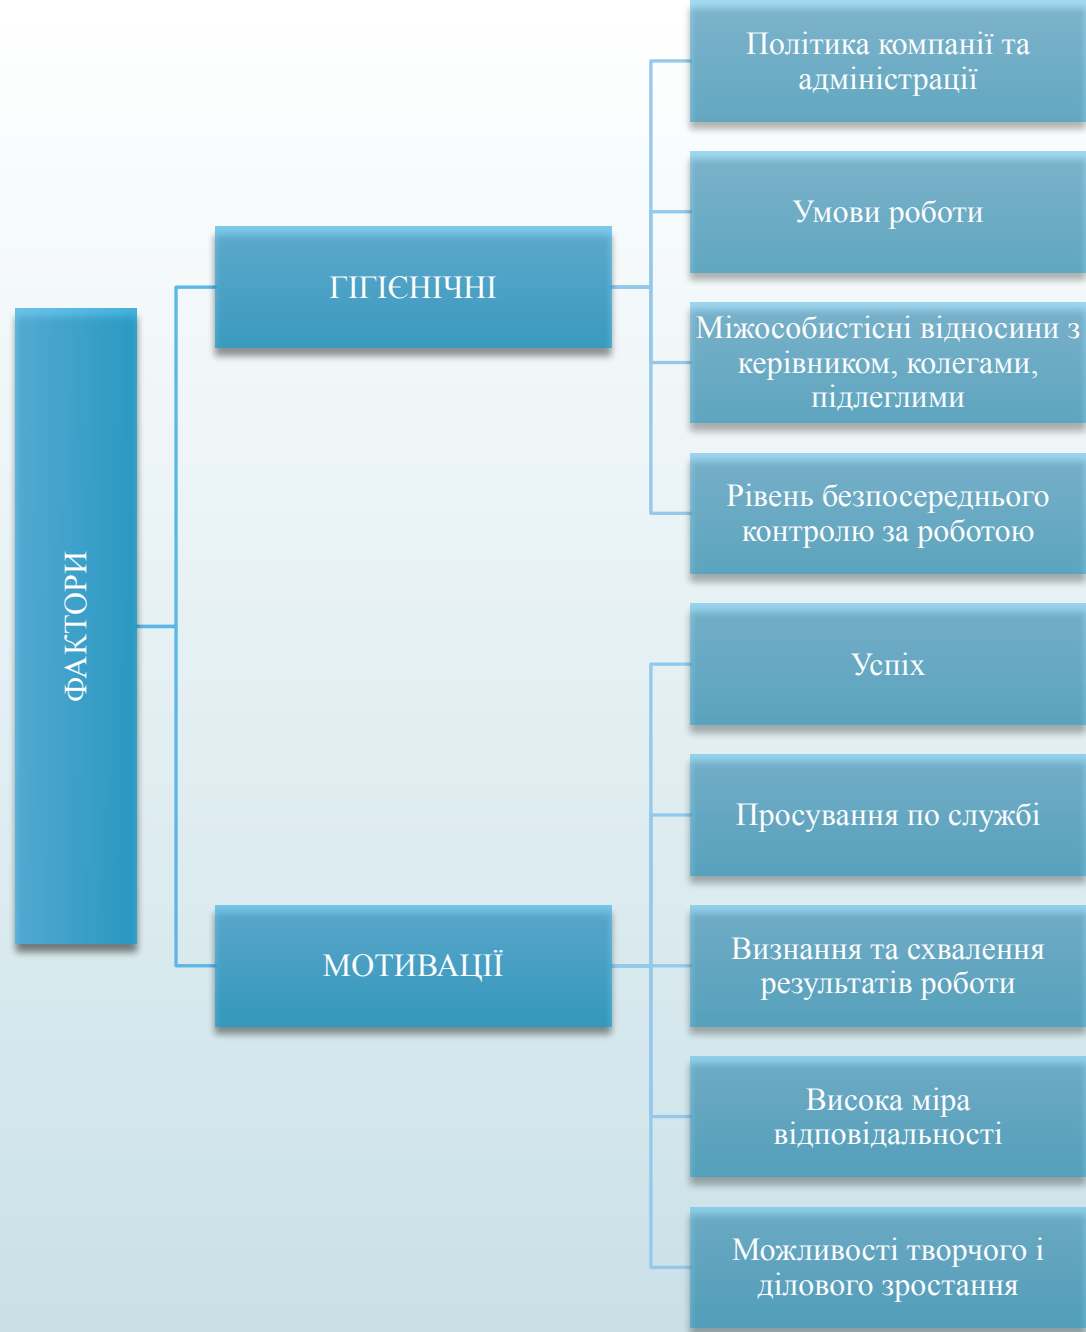 ФАКТОРИ
ГІГІЄНІЧНІ
Політика компанії та
адміністрації
Умови роботи
Міжособистісні відносини з
керівником, колегами,
підлеглими
Рівень безпосереднього
контролю за роботою
МОТИВАЦІЇ
Успіх
Просування по службі
Визнання та схвалення
результатів роботи
Висока міра
відповідальності
Можливості творчого і
ділового зростання